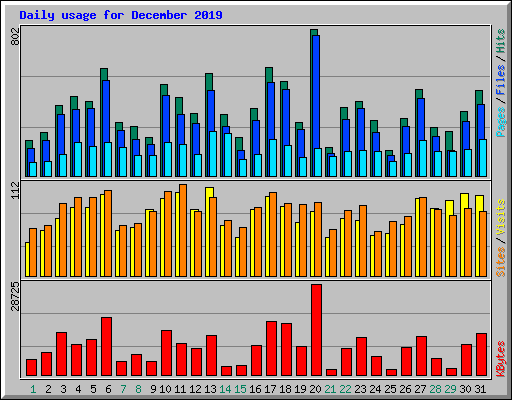 Daily usage for December 2019
802
Pages / Files / Hits
112
Sites / Visits
28725
KBytes
1 2 3 4 5 6 7 8 9 10 11 12 13 14 15 16 17 18 19 20 21 22 23 24 25 26 27 28 29 30 31